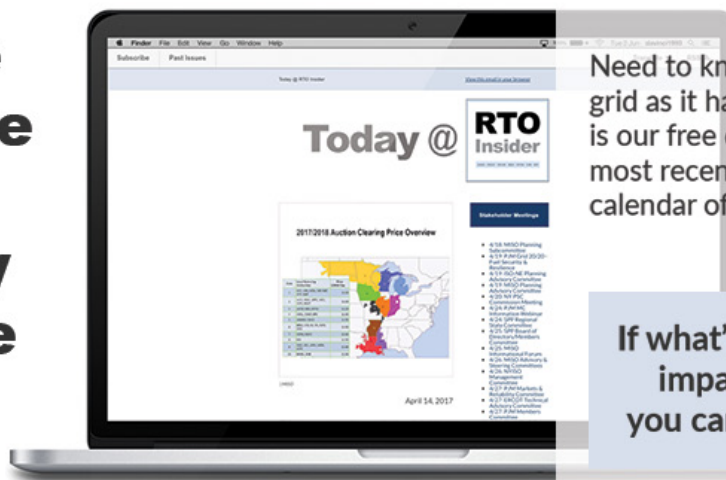 e
Finder File Edit View Go Window Help
Subscribe Past Issues
Today @ RTO Insider
View this email in your browser
Need to kn
e
grid as it ha
Today @
RTO
Insider
is our free
most recen
calendar of
Stakeholder Meetings
2017/2018 Auction Clearing Price Overview
4/18 MISO Planning
Subcommittee
4/19 PJM Grid 20/20 -
Fuel Security &
Resilience
4/19 ISO-NE Planning
Advisory Committee
4/19 MISO Planning
Advisory Committee
4/20 NY PSC
Commission Meeting
4/24 PJM MC
Information Webinar
4/24 SPP Regional
State Committee
4/25 SPP Board of
Directors/Members
Committee
4/25 MISO
Informational Forum
4/26 MISO Advisory &
Steering Committees
4/26 NYISO
Management
Committee
4/27 PJM Markets &
Reliability Committee
4/27 ERCOT Technical
Advisory Committee
4/27 PJM Members
Committee
y
e
| MISO
April 14, 2017
If what'
impa
you ca